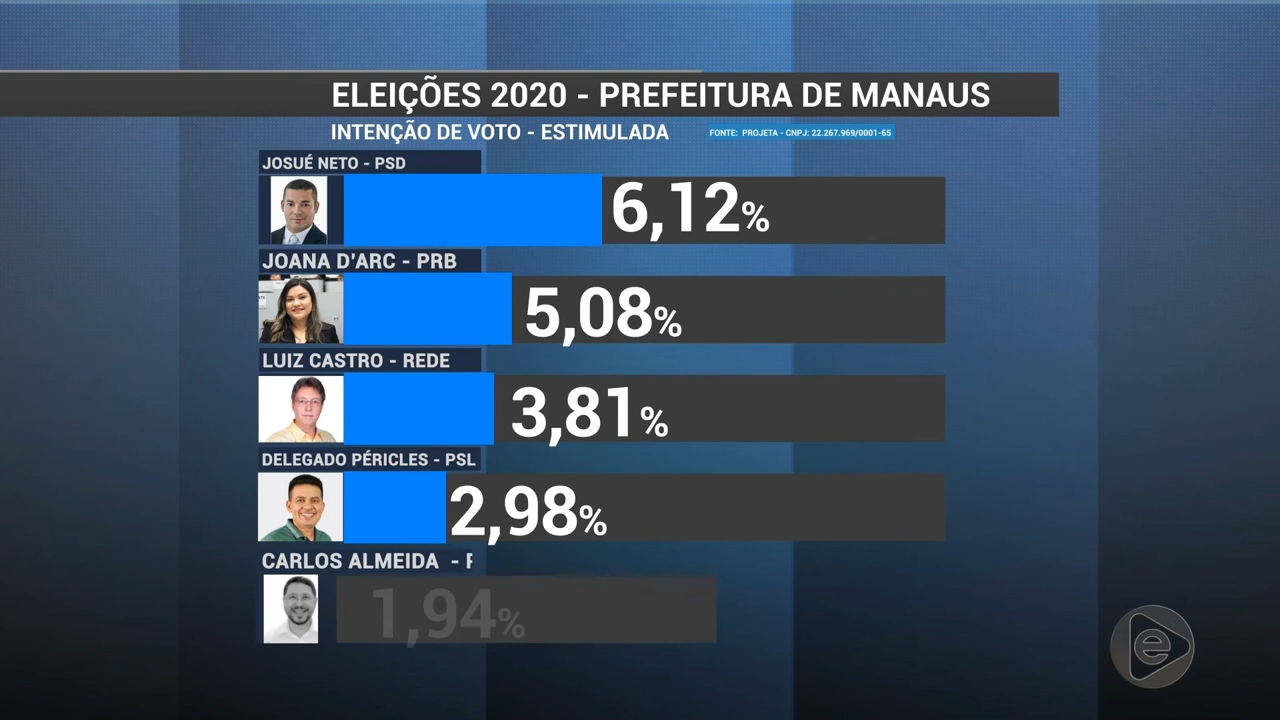 ELEIÇÕES 2020 - PREFEITURA DE MANAUS
INTENÇÃO DE VOTO - ESTIMULADA
FONTE: PROJETA - CNPJ: 22.267.969/0001-65
JOSUÉ NETO - PSD
6,12%
JOANA D'ARC - PRB
5,08%
LUIZ CASTRO - REDE
3,81%
DELEGADO PÉRICLES - PSL
2,98%
CARLOS ALMEIDA -
1,94%
e